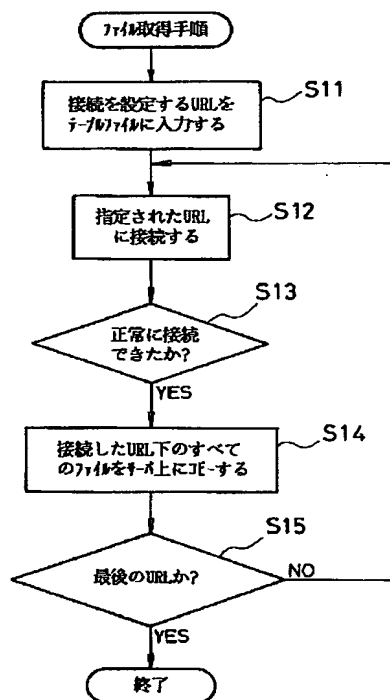 ﾌｧｲﾙ取得手順
接続を設定するURLを
ﾃｰﾌﾞﾙﾌｧｲﾙに入力する
S11
指定されたURL
に接続する
S12
正常に接続
できたか?
S13
YES
接続したURL下のすべて
のﾌｧｲﾙをｻｰﾊﾞ上にｺﾋﾟｰする
S14
最後のURLか?
S15
NO
YES
終了